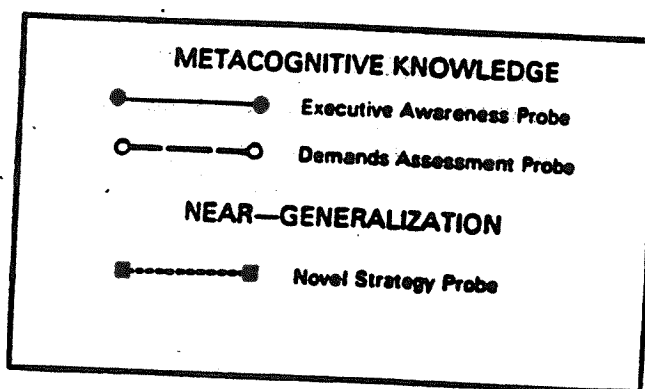 METACOGNITIVE KNOWLEDGE
Executive Awareness Probe
Demands Assessment Probe
NEAR—GENERALIZATION
Novel Strategy Probe